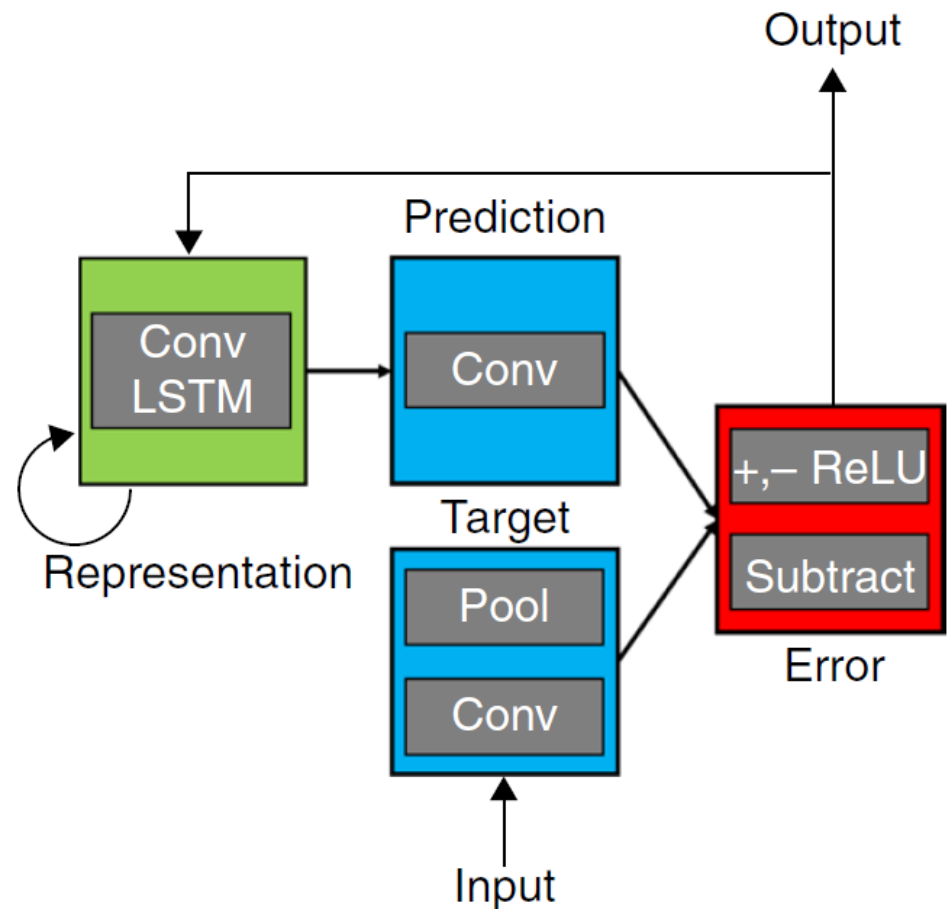 Output
Prediction
Conv
LSTM
Conv
+,– ReLU
Subtract
Target
Representation
Pool
Conv
Error
Input